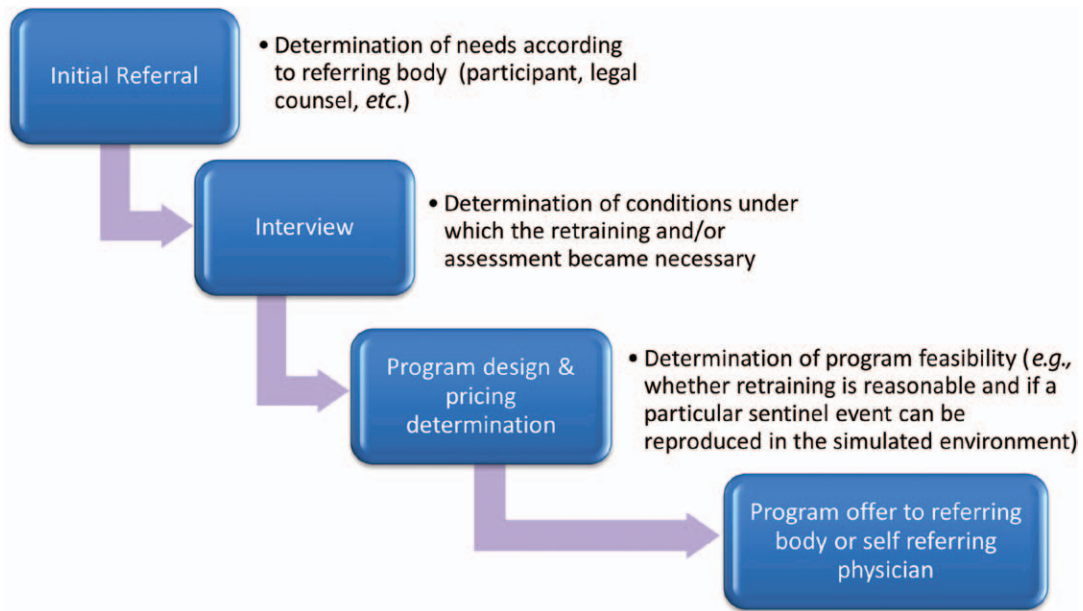 Initial Referral
• Determination of needs according
to referring body (participant, legal
counsel, etc.)
Interview
• Determination of conditions under
which the retraining and/or
assessment became necessary
Program design &
pricing
determination
• Determination of program feasibility (e.g.,
whether retraining is reasonable and if a
particular sentinel event can be
reproduced in the simulated environment)
Program offer to referring
body or self referring
physician